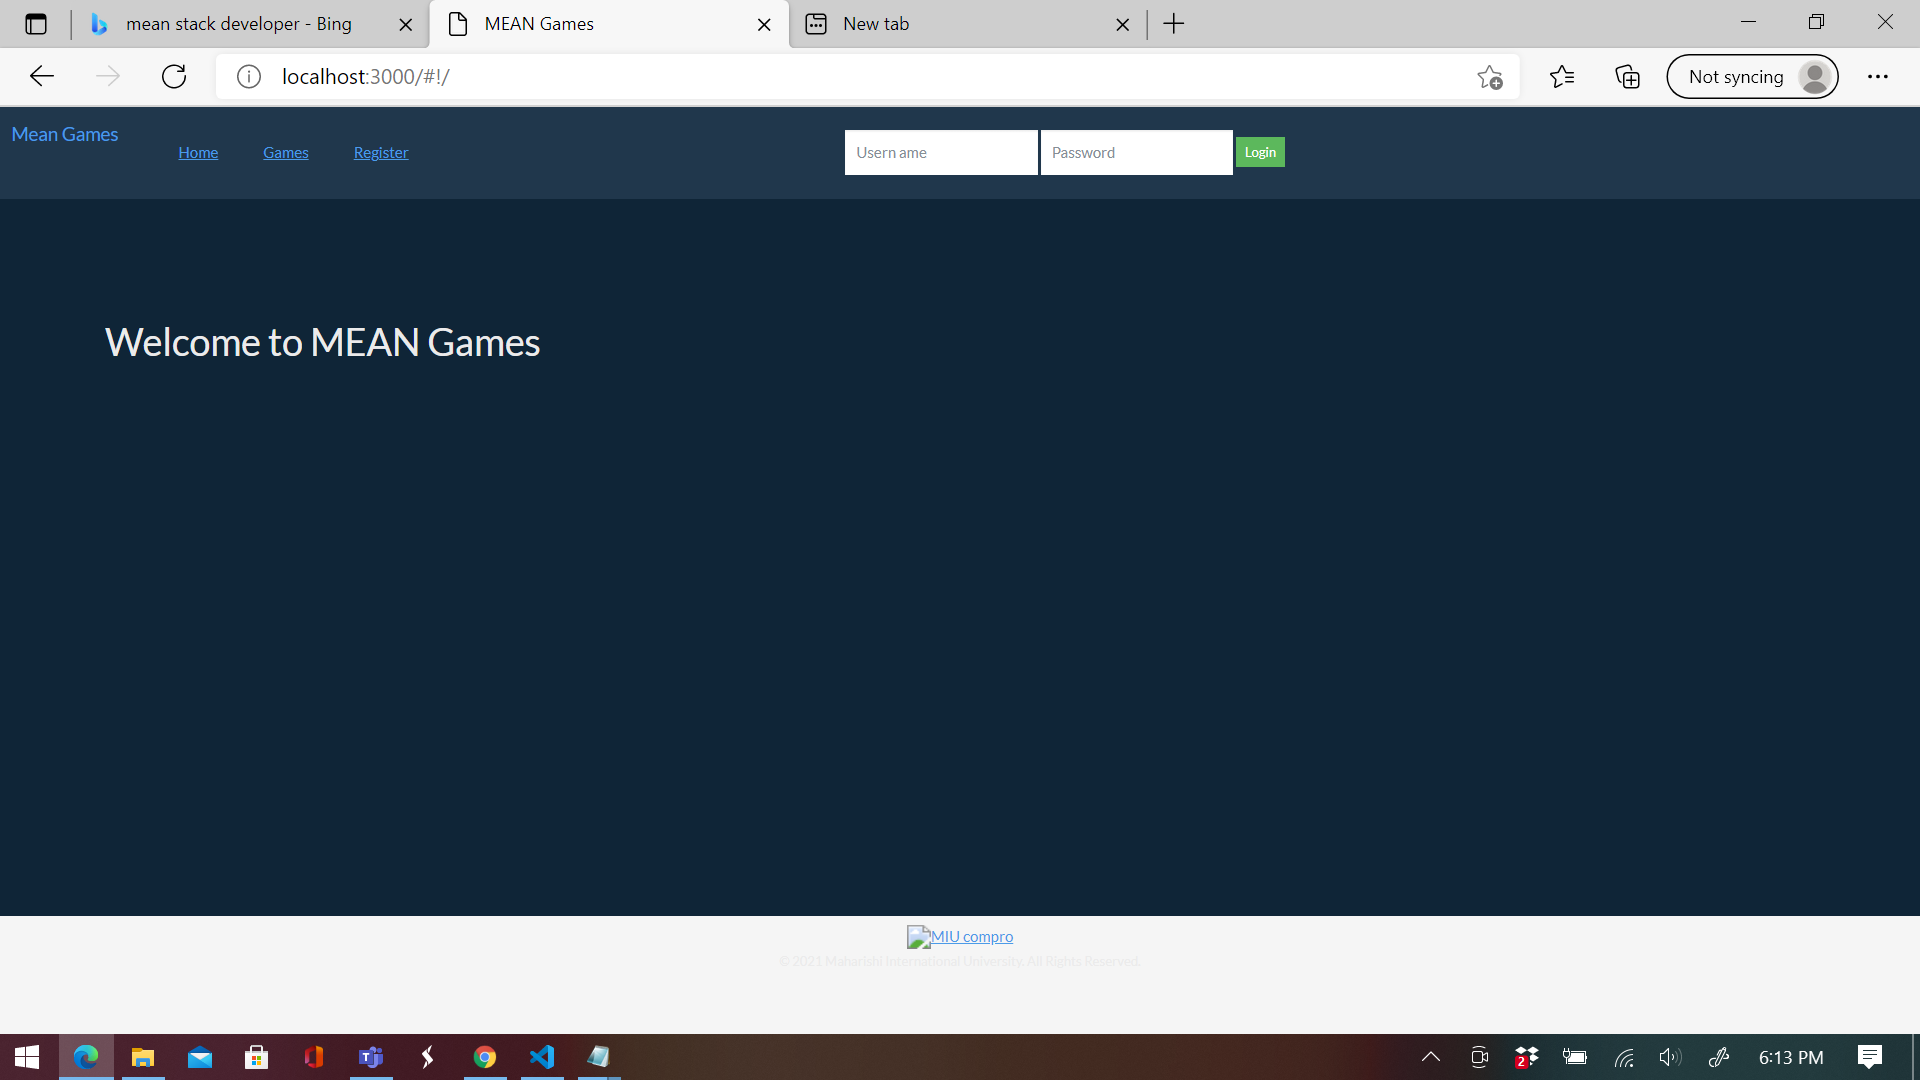 mean stack developer - Bing
MEAN Games
New tab
localhost:3000/#!/
Not syncing
Mean Games
Home
Games
Register
Usern ame
Password
Login
Welcome to MEAN Games
MIU compro
© 2021 Maharishi International University. All Rights Reserved.
2
6:13 PM